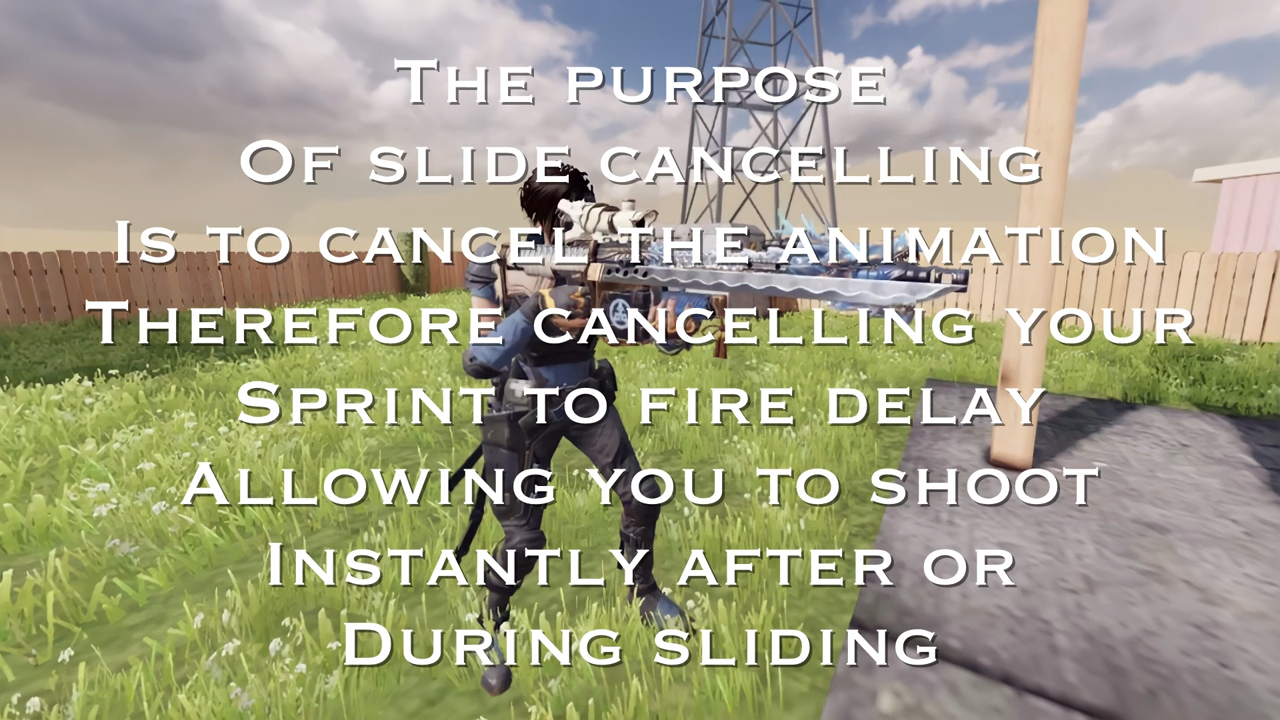 The purpose
Of slide cancelling
Is to cancel the animation
Therefore cancelling your
Sprint to fire delay
Allowing you to shoot
Instantly after or
During sliding